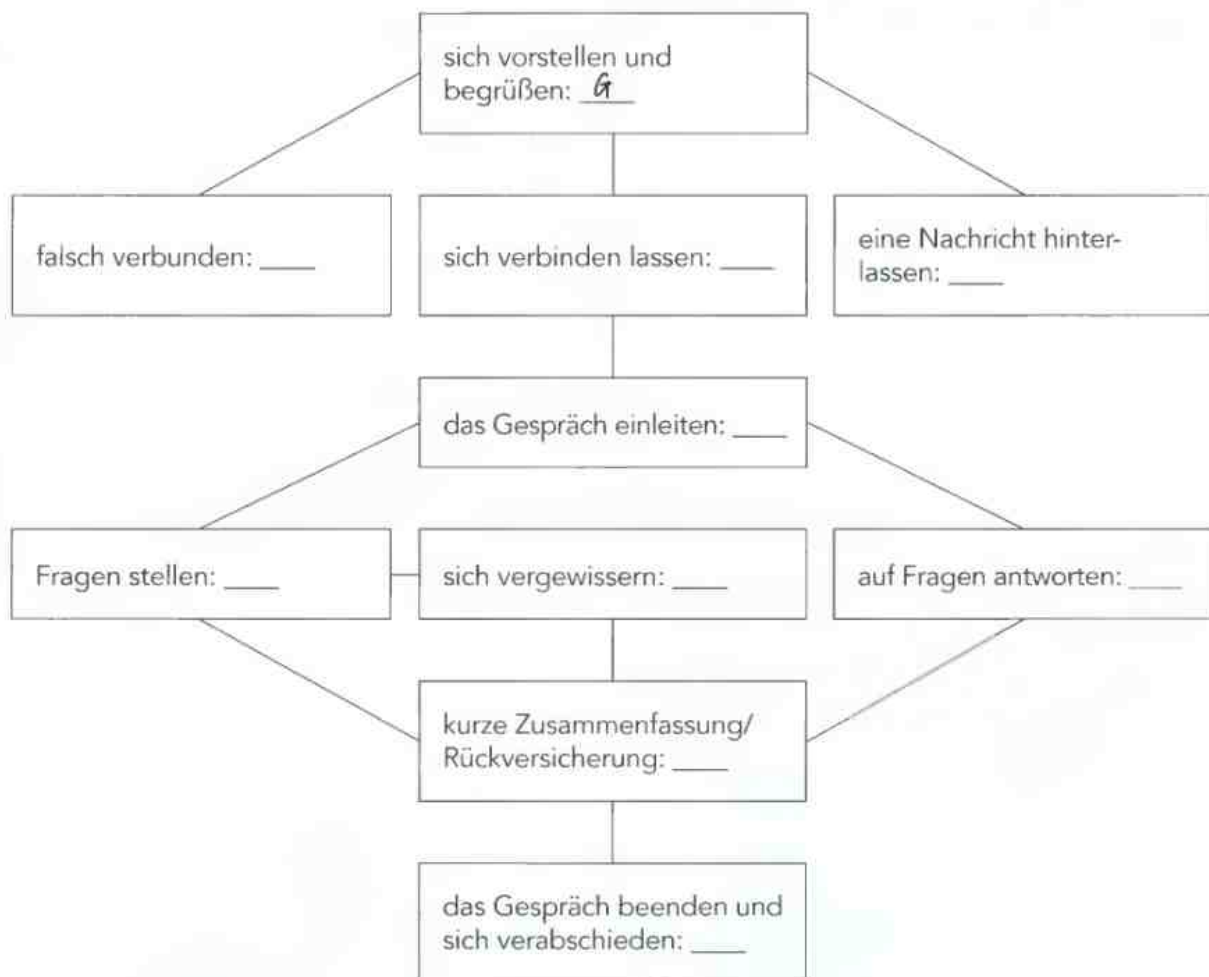 sich vorstellen und
begrüßen: G
falsch verbunden: ____
sich verbinden lassen: ____
eine Nachricht hinter-
lassen: ____
das Gespräch einleiten: ____
Fragen stellen: ____
sich vergewissern: ____
auf Fragen antworten: ____
kurze Zusammenfassung/
Rückversicherung: ____
das Gespräch beenden und
sich verabschieden: ____